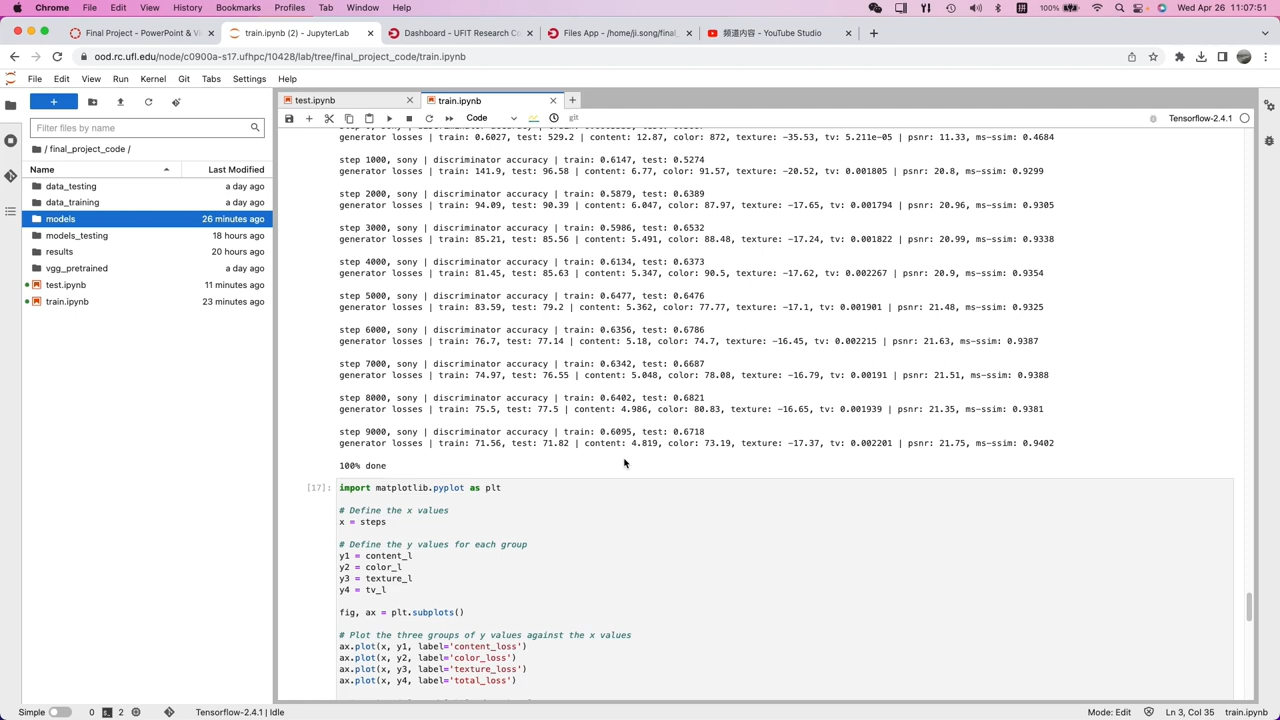 Chrome File Edit View History Bookmarks Profiles Tab Window Help 100% Wed Apr 26 11:07:51
Final Project - PowerPoint & V train.ipynb (2) - JupyterLab Dashboard - UFIT Research C Files App - /home/ji.song/final_ 频道内容 - YouTube Studio
ood.rc.ufl.edu/node/c0900a-s17.ufhpc/10428/lab/tree/final_project_code/train.ipynb
File Edit View Run Kernel Git Tabs Settings Help
test.ipynb train.ipynb
Code git Tensorflow-2.4.1
Filter files by name
/ final_project_code /
Name Last Modified
data_testing a day ago
data_training a day ago
models 26 minutes ago
models_testing 18 hours ago
results 20 hours ago
vgg_pretrained a day ago
test.ipynb 11 minutes ago
train.ipynb 23 minutes ago
generator losses | train: 0.6027, test: 529.2 | content: 12.87, color: 872, texture: -35.53, tv: 5.211e-05 | psnr: 11.33, ms-ssim: 0.4684
step 1000, sony | discriminator accuracy | train: 0.6147, test: 0.5274
generator losses | train: 141.9, test: 96.58 | content: 6.77, color: 91.57, texture: -20.52, tv: 0.001805 | psnr: 20.8, ms-ssim: 0.9299
step 2000, sony | discriminator accuracy | train: 0.5879, test: 0.6389
generator losses | train: 94.09, test: 90.39 | content: 6.047, color: 87.97, texture: -17.65, tv: 0.001794 | psnr: 20.96, ms-ssim: 0.9305
step 3000, sony | discriminator accuracy | train: 0.5986, test: 0.6532
generator losses | train: 85.21, test: 85.56 | content: 5.491, color: 88.48, texture: -17.24, tv: 0.001822 | psnr: 20.99, ms-ssim: 0.9338
step 4000, sony | discriminator accuracy | train: 0.6134, test: 0.6373
generator losses | train: 81.45, test: 85.63 | content: 5.347, color: 90.5, texture: -17.62, tv: 0.002267 | psnr: 20.9, ms-ssim: 0.9354
step 5000, sony | discriminator accuracy | train: 0.6477, test: 0.6476
generator losses | train: 83.59, test: 79.2 | content: 5.362, color: 77.77, texture: -17.1, tv: 0.001901 | psnr: 21.48, ms-ssim: 0.9325
step 6000, sony | discriminator accuracy | train: 0.6356, test: 0.6786
generator losses | train: 76.7, test: 77.14 | content: 5.18, color: 74.7, texture: -16.45, tv: 0.002215 | psnr: 21.63, ms-ssim: 0.9387
step 7000, sony | discriminator accuracy | train: 0.6342, test: 0.6687
generator losses | train: 74.97, test: 76.55 | content: 5.048, color: 78.08, texture: -16.79, tv: 0.00191 | psnr: 21.51, ms-ssim: 0.9388
step 8000, sony | discriminator accuracy | train: 0.6402, test: 0.6821
generator losses | train: 75.5, test: 77.5 | content: 4.986, color: 80.83, texture: -16.65, tv: 0.001939 | psnr: 21.35, ms-ssim: 0.9381
step 9000, sony | discriminator accuracy | train: 0.6095, test: 0.6718
generator losses | train: 71.56, test: 71.82 | content: 4.819, color: 73.19, texture: -17.37, tv: 0.002201 | psnr: 21.75, ms-ssim: 0.9402
100% done
[17]: import matplotlib.pyplot as plt
# Define the x values
x = steps
# Define the y values for each group
y1 = content_l
y2 = color_l
y3 = texture_l
y4 = tv_l
fig, ax = plt.subplots()
# Plot the three groups of y values against the x values
ax.plot(x, y1, label='content_loss')
ax.plot(x, y2, label='color_loss')
ax.plot(x, y3, label='texture_loss')
ax.plot(x, y4, label='total_loss')
Simple 0 2 Tensorflow-2.4.1 | Idle Mode: Edit Ln 3, Col 35 train.ipynb